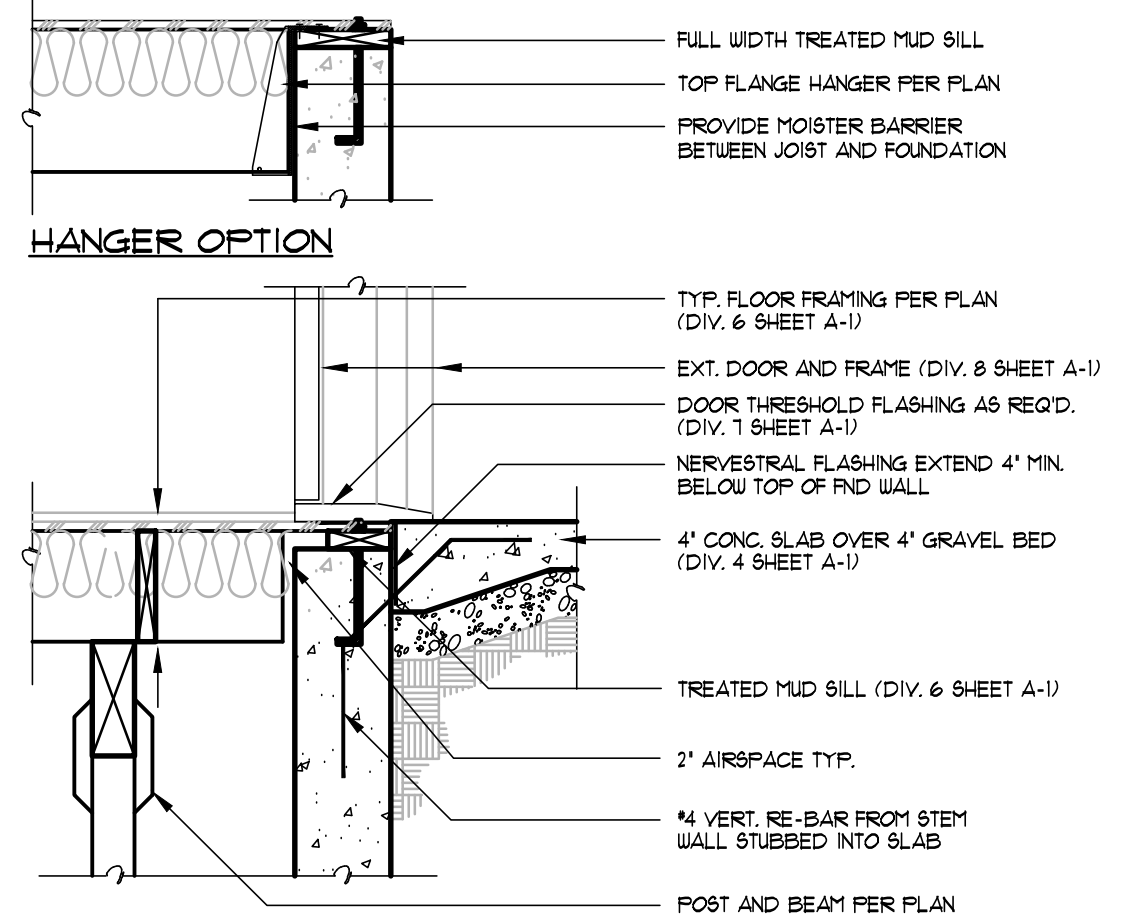 FULL WIDTH TREATED MUD SILL
TOP FLANGE HANGER PER PLAN
PROVIDE MOISTER BARRIER
BETWEEN JOIST AND FOUNDATION
HANGER OPTION
TYP. FLOOR FRAMING PER PLAN
(DIV. 6 SHEET A-1)
EXT. DOOR AND FRAME (DIV. 8 SHEET A-1)
DOOR THRESHOLD FLASHING AS REQ'D.
(DIV. 7 SHEET A-1)
NERVESTRAL FLASHING EXTEND 4" MIN.
BELOW TOP OF FND WALL
4" CONC. SLAB OVER 4" GRAVEL BED
(DIV. 4 SHEET A-1)
TREATED MUD SILL (DIV. 6 SHEET A-1)
2" AIRSPACE TYP.
#4 VERT. RE-BAR FROM STEM
WALL STUBBED INTO SLAB
POST AND BEAM PER PLAN